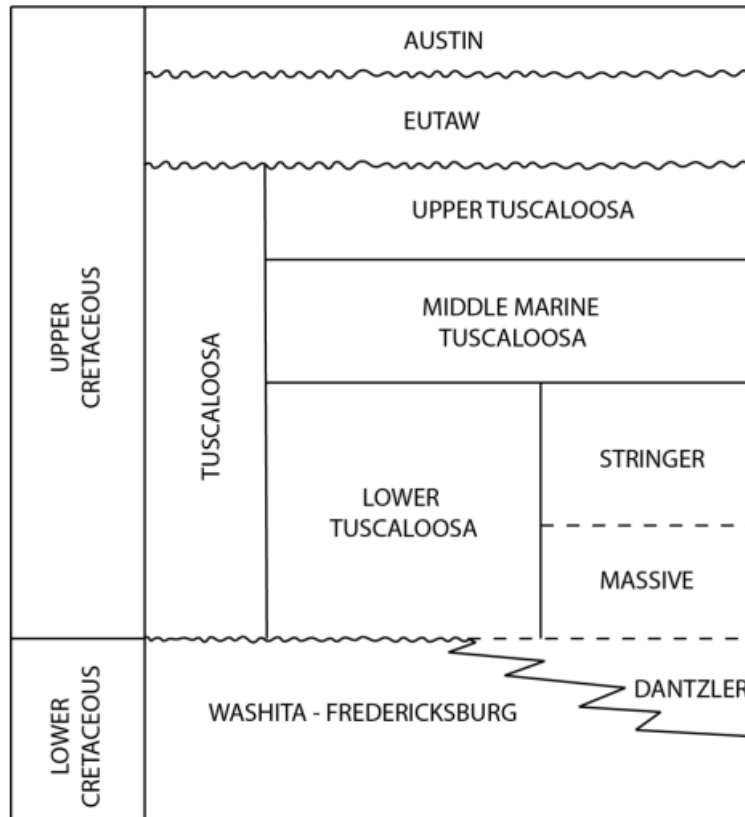 AUSTIN
EUTAW
UPPER TUSCALOOSA
MIDDLE MARINE
TUSCALOOSA
UPPER
CRETACEOUS
TUSCALOOSA
LOWER
TUSCALOOSA
STRINGER
MASSIVE
LOWER
CRETACEOUS
WASHITA - FREDERICKSBURG
DANTZLER